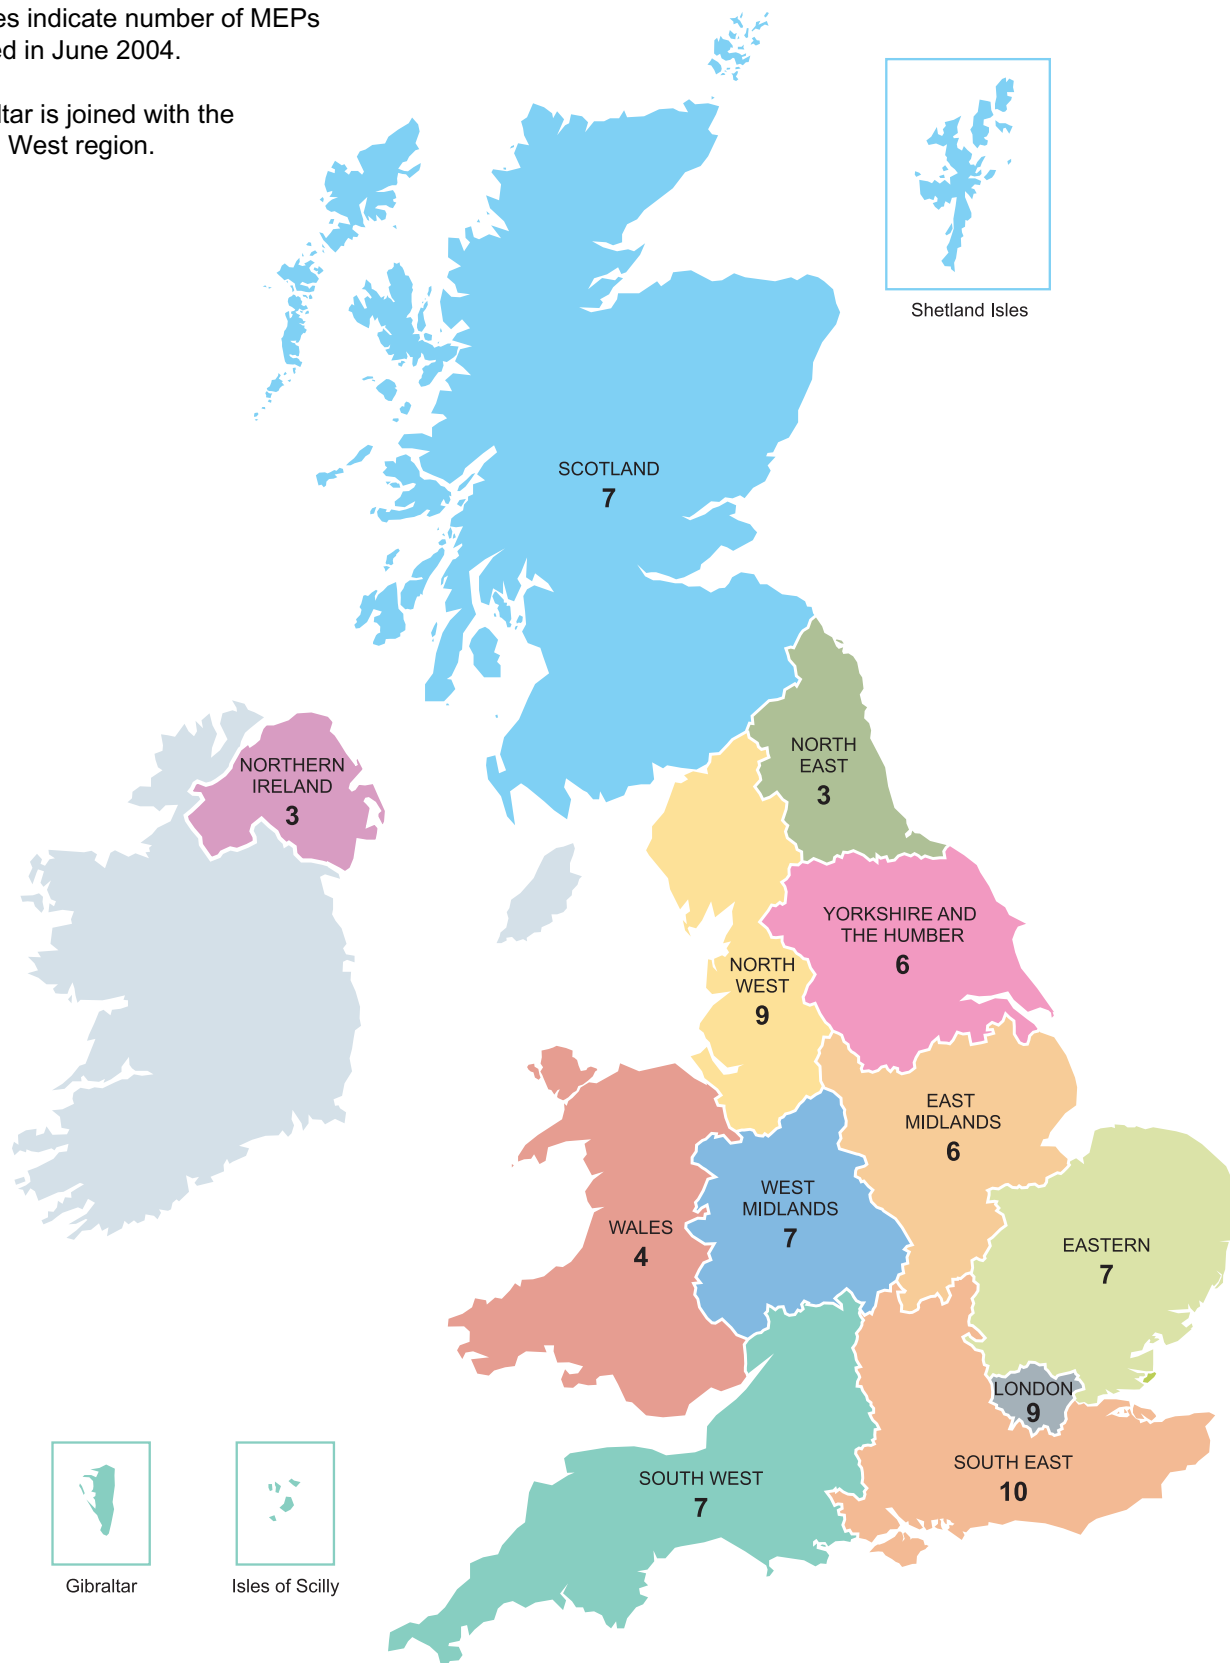 es indicate number of MEPs
ed in June 2004.
ltar is joined with the
West region.
Shetland Isles
SCOTLAND
7
NORTHERN
IRELAND
3
NORTH
EAST
3
YORKSHIRE AND
THE HUMBER
6
NORTH
WEST
9
EAST
MIDLANDS
6
WEST
MIDLANDS
7
WALES
4
EASTERN
7
LONDON
9
SOUTH EAST
10
SOUTH WEST
7
Gibraltar
Isles of Scilly